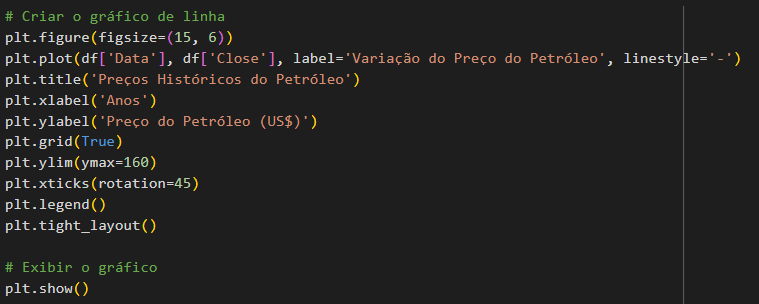 # Criar o gráfico de linha
plt.figure(figsize=(15, 6))
plt.plot(df['Data'], df['Close'], label='Variação do Preço do Petróleo', linestyle='-')
plt.title('Preços Históricos do Petróleo')
plt.xlabel('Anos')
plt.ylabel('Preço do Petróleo (US$)')
plt.grid(True)
plt.ylim(ymax=160)
plt.xticks(rotation=45)
plt.legend()
plt.tight_layout()

# Exibir o gráfico
plt.show()